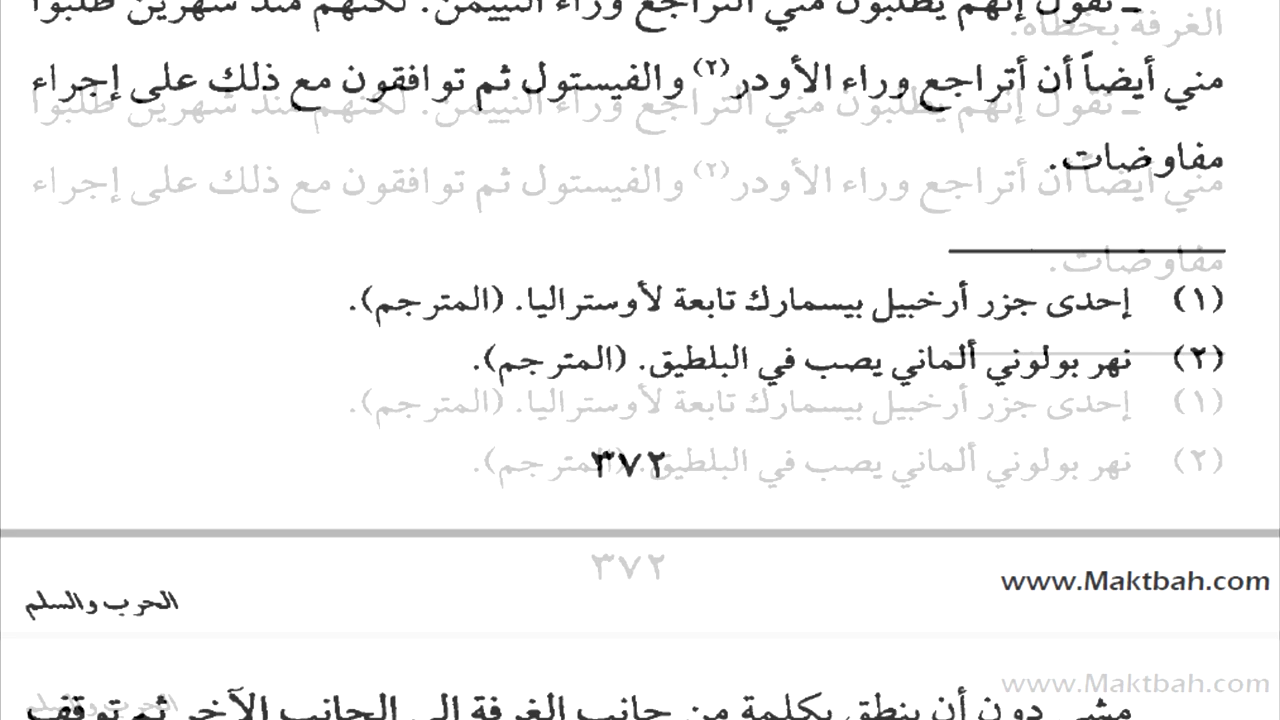 ـ تقول إنهم يطلبون مني التراجع وراء النييمن. لكنهم منذ شهرين طلبوا
مني أيضاً أن أتراجع وراء الأودر(٢) والفيستول ثم توافقون مع ذلك على إجراء
مفاوضات.
(١) إحدى جزر أرخبيل بيسمارك تابعة لأوستراليا. (المترجم).
(٢) نهر بولوني ألماني يصب في البلطيق. (المترجم).
٣٧٢
www.Maktbah.com
الحرب والسلم
مشى دون أن ينطق بكلمة من جانب الغرفة إلى الجانب الآخر ثم توقف